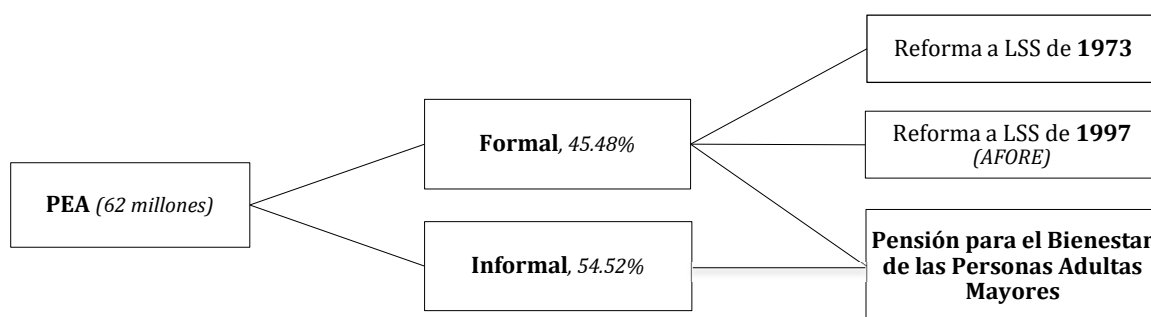 PEA (62 millones)
Formal, 45.48%
Informal, 54.52%
Reforma a LSS de 1973
Reforma a LSS de 1997
(AFORE)
Pensión para el Bienestar
de las Personas Adultas
Mayores